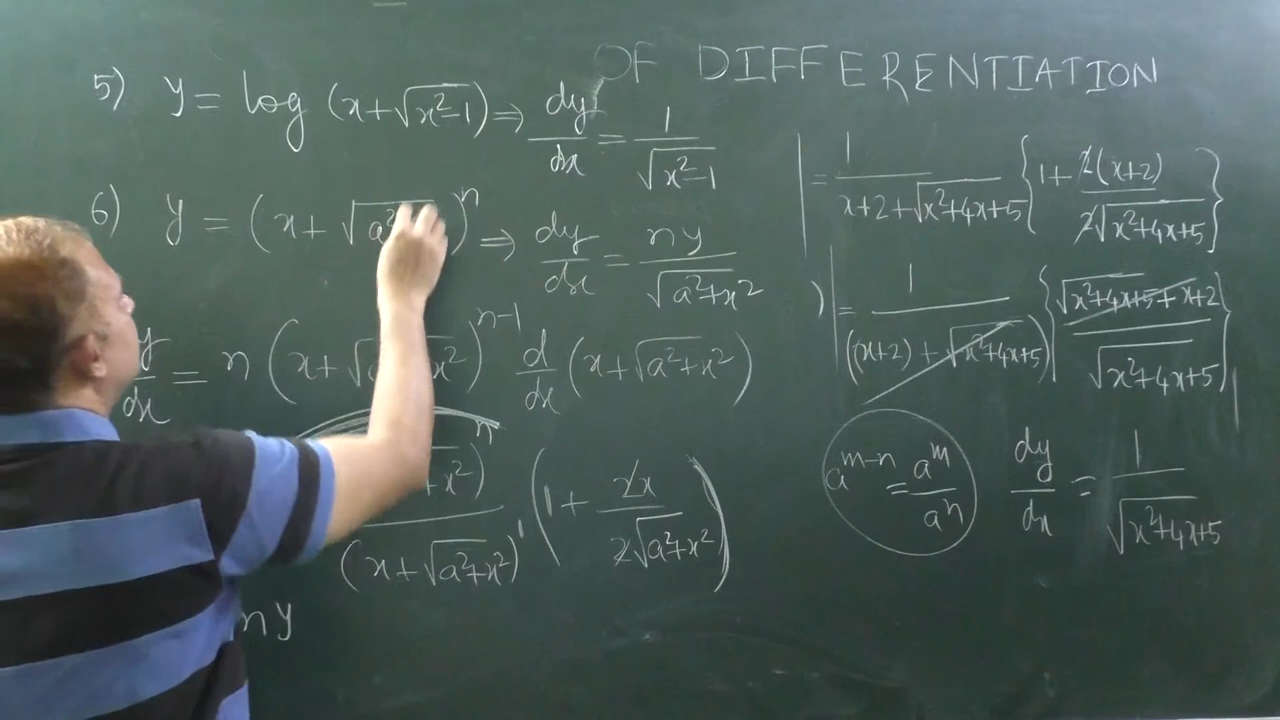 OF DIFFERENTIATION
5) y = log (x+√(x²-1)) ⇒ dy/dx = 1/√(x²-1)
6) y = (x+√(a² )ⁿ ⇒ dy/dx = ny/√(a²+x²)
y/dx = n(x+√( x²)ⁿ⁻¹ d/dx (x+√(a²+x²))
+x²)ⁿ/(x+√(a²+x²))¹ (1+ 2x/2√(a²+x²))
ny
= 1/(x+2+√(x²+4x+5)) {1+ 2(x+2)/2√(x²+4x+5)}
) = 1/((x+2)+√(x²+4x+5)) {(√(x²+4x+5)+x+2)/√(x²+4x+5)}
aᵐ⁻ⁿ = aᵐ/aⁿ
dy/dx = 1/√(x²+4x+5)